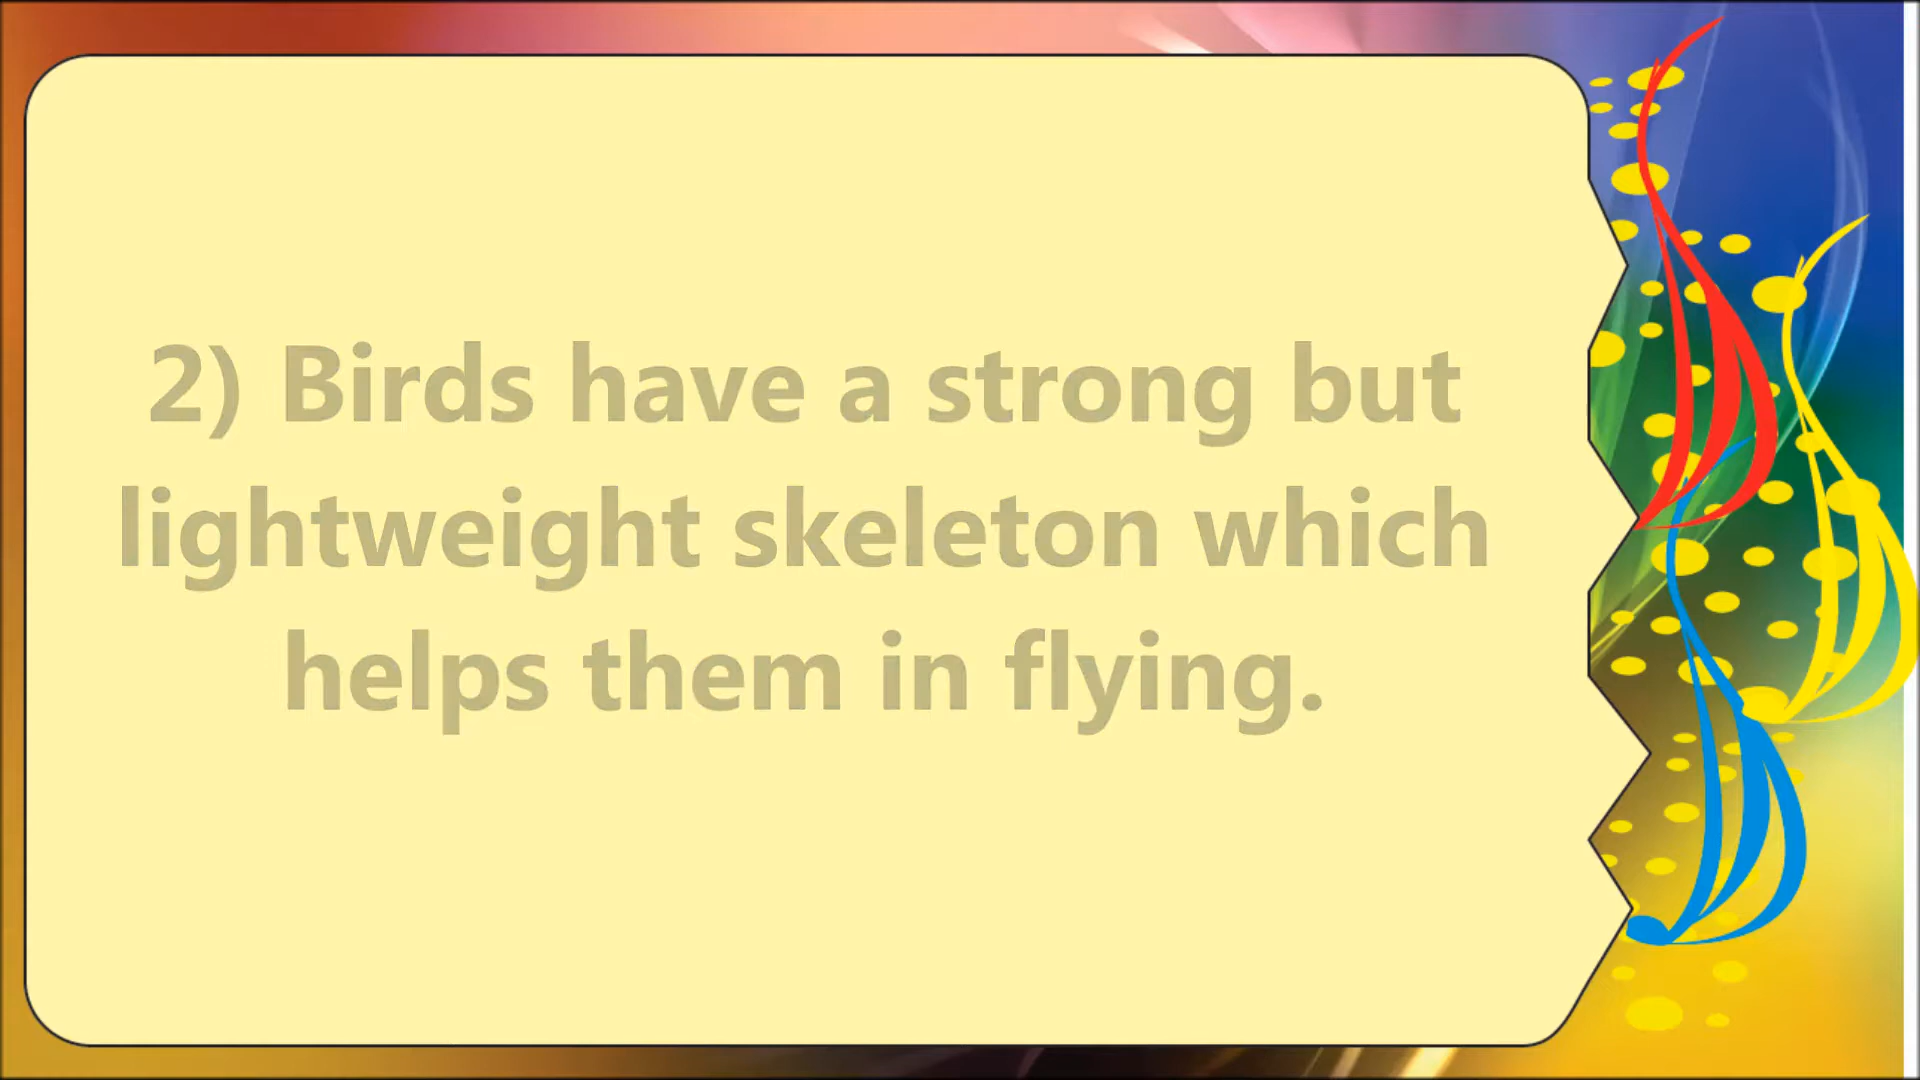 2) Birds have a strong but
lightweight skeleton which
helps them in flying.